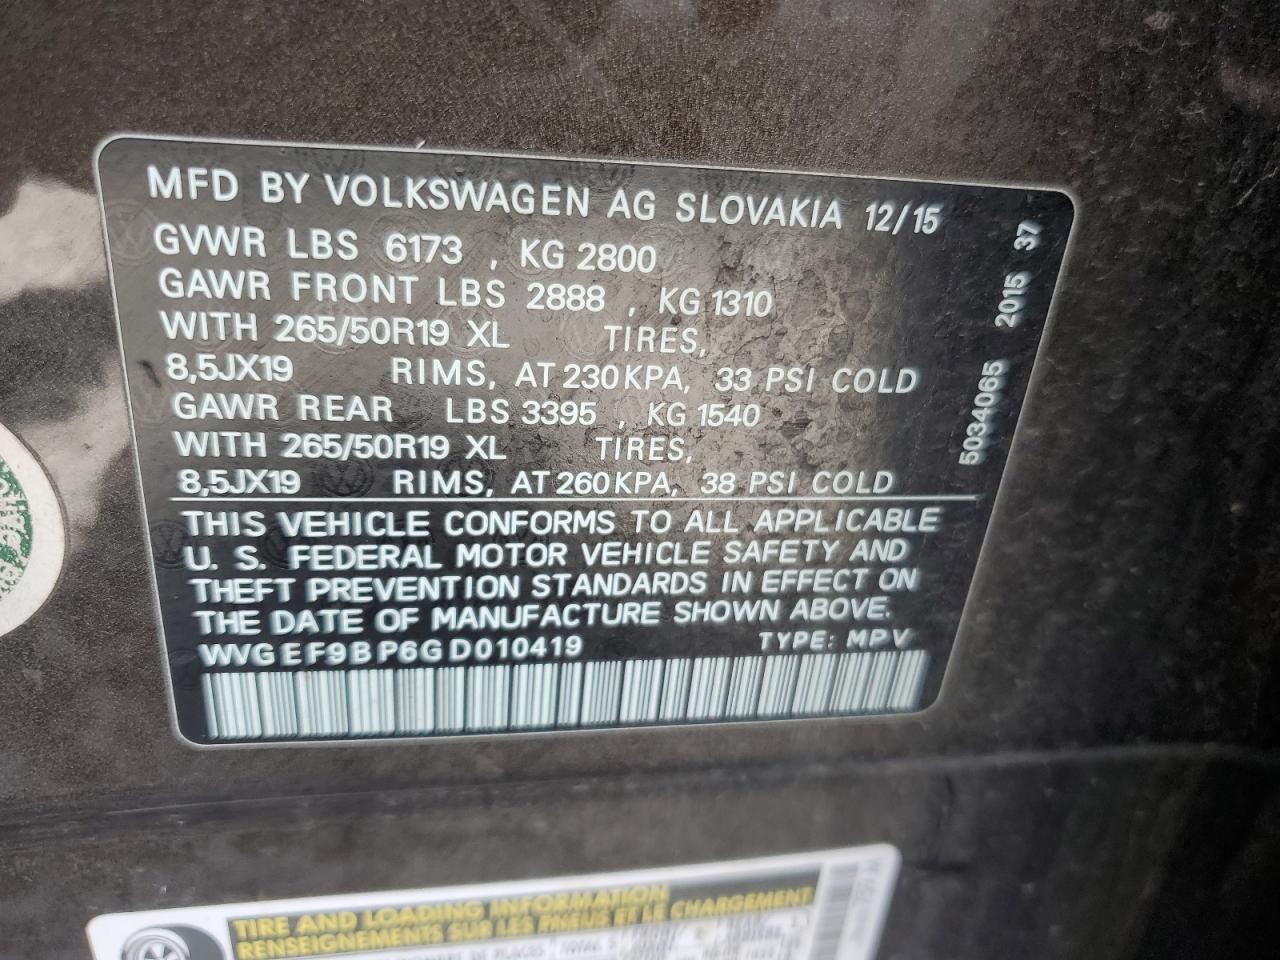 MFD BY VOLKSWAGEN AG SLOVAKIA 12/15
GVWR LBS 6173 , KG 2800
GAWR FRONT LBS 2888 , KG 1310
WITH 265/50R19 XL TIRES,
8,5JX19 RIMS, AT 230KPA, 33 PSI COLD
GAWR REAR LBS 3395 , KG 1540
WITH 265/50R19 XL TIRES,
8,5JX19 RIMS, AT 260KPA, 38 PSI COLD
THIS VEHICLE CONFORMS TO ALL APPLICABLE
U. S. FEDERAL MOTOR VEHICLE SAFETY AND
THEFT PREVENTION STANDARDS IN EFFECT ON
THE DATE OF MANUFACTURE SHOWN ABOVE.
WVGEF9BP6GD010419 TYPE: MPV
5034065 2015 37
TIRE AND LOADING INFORMATION
RENSEIGNEMENTS SUR LES PNEUS ET LE CHARGEMENT